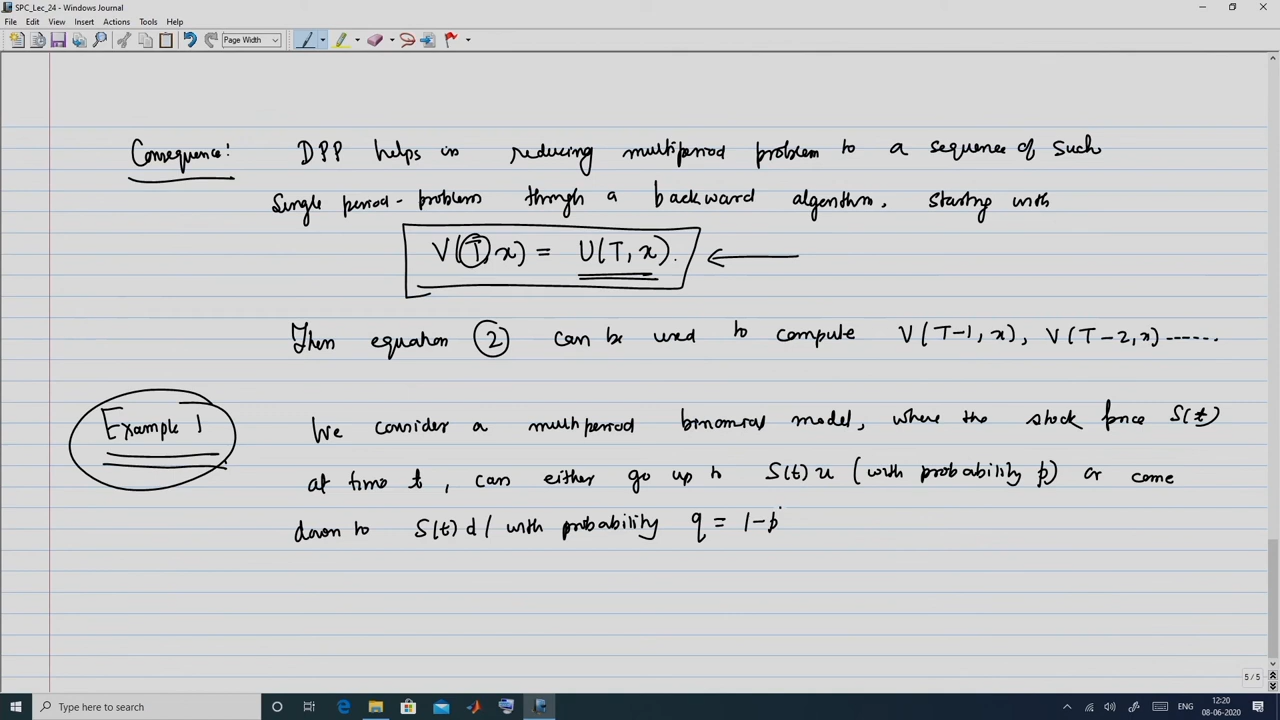 SPC_Lec_24 - Windows Journal
File Edit View Insert Actions Tools Help
Page Width
Consequence: DPP helps in reducing multiperiod problem to a sequence of such
single period - problems through a backward algorithm. starting with
V(T, x) = U(T, x).
Then equation 2 can be used to compute V(T-1, x), V(T-2, x) ......
Example 1 We consider a multiperiod binomial model, where the stock price S(t)
at time t, can either go up to S(t) u (with probability p) or come
down to S(t) d ( with probability q = 1-p
5 / 5
Type here to search
ENG
12:20
08-06-2020